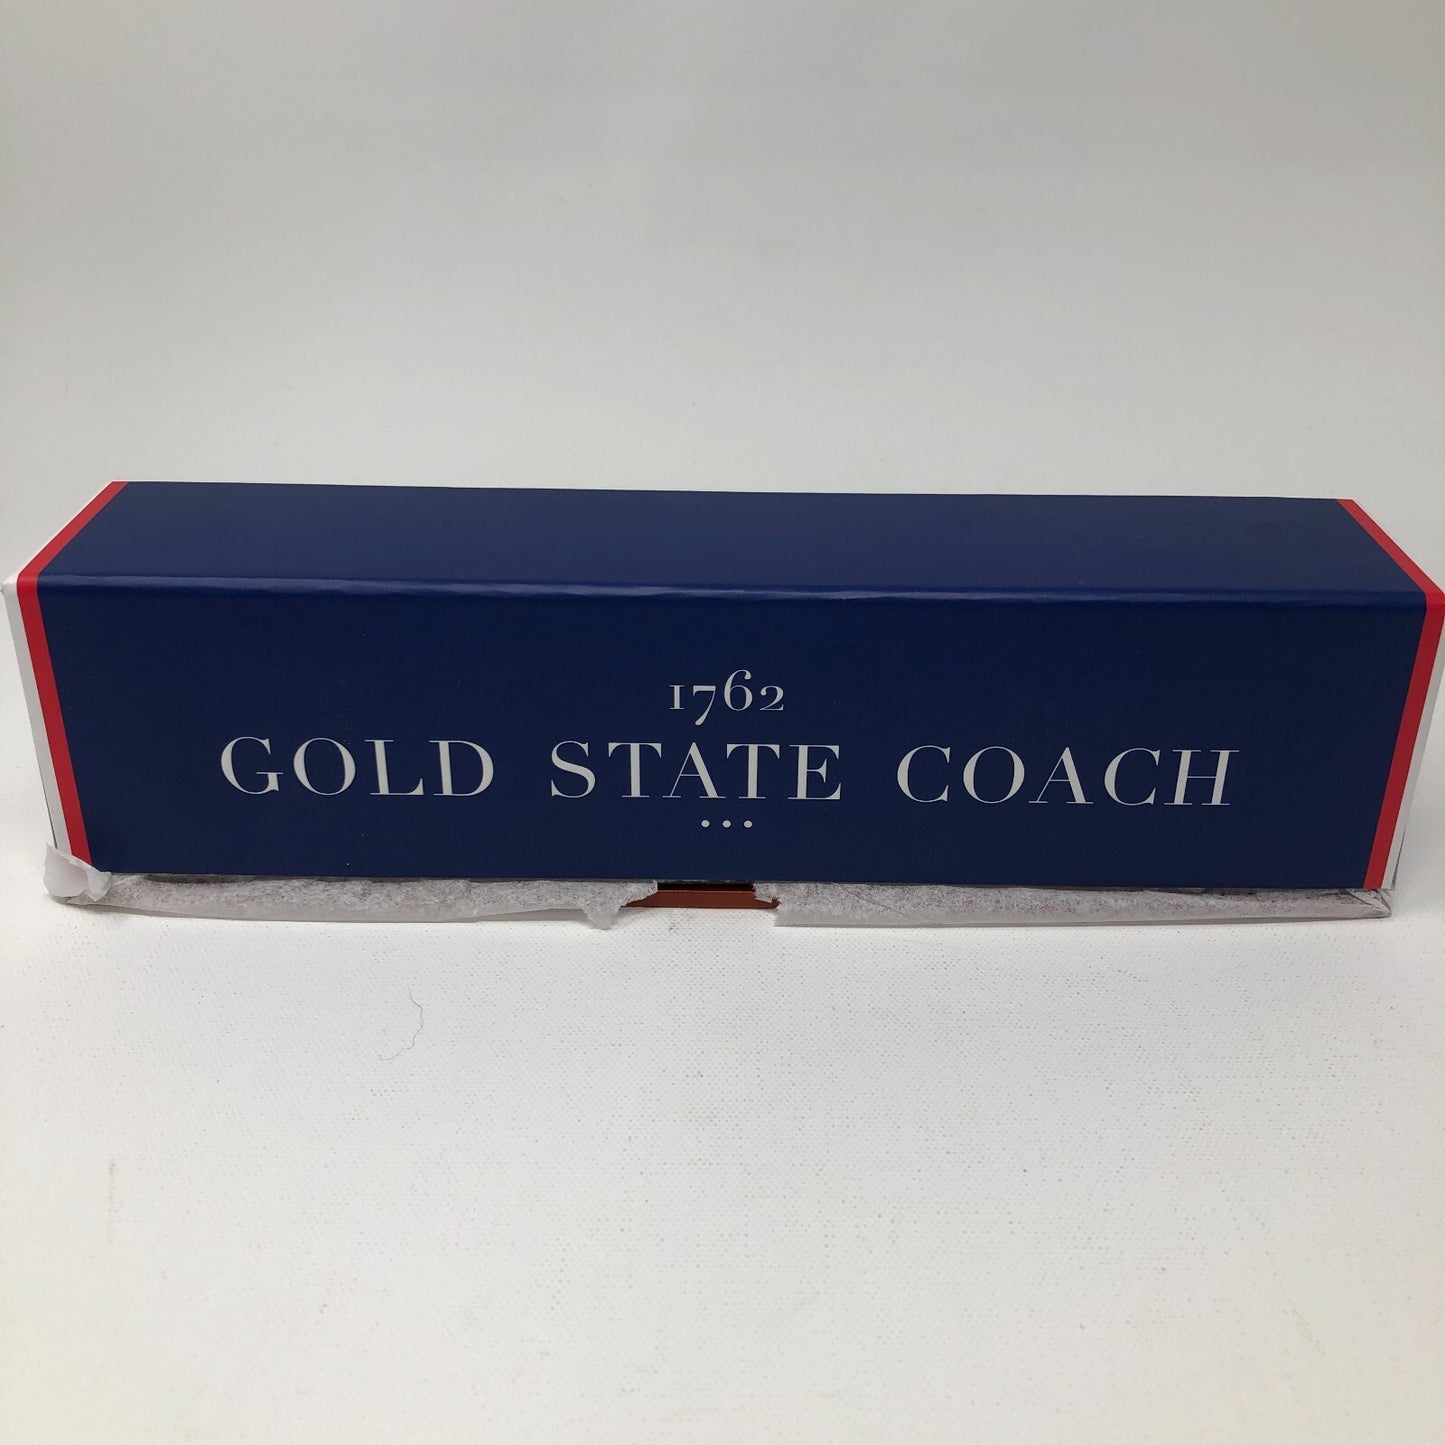 1762
GOLD STATE COACH
...